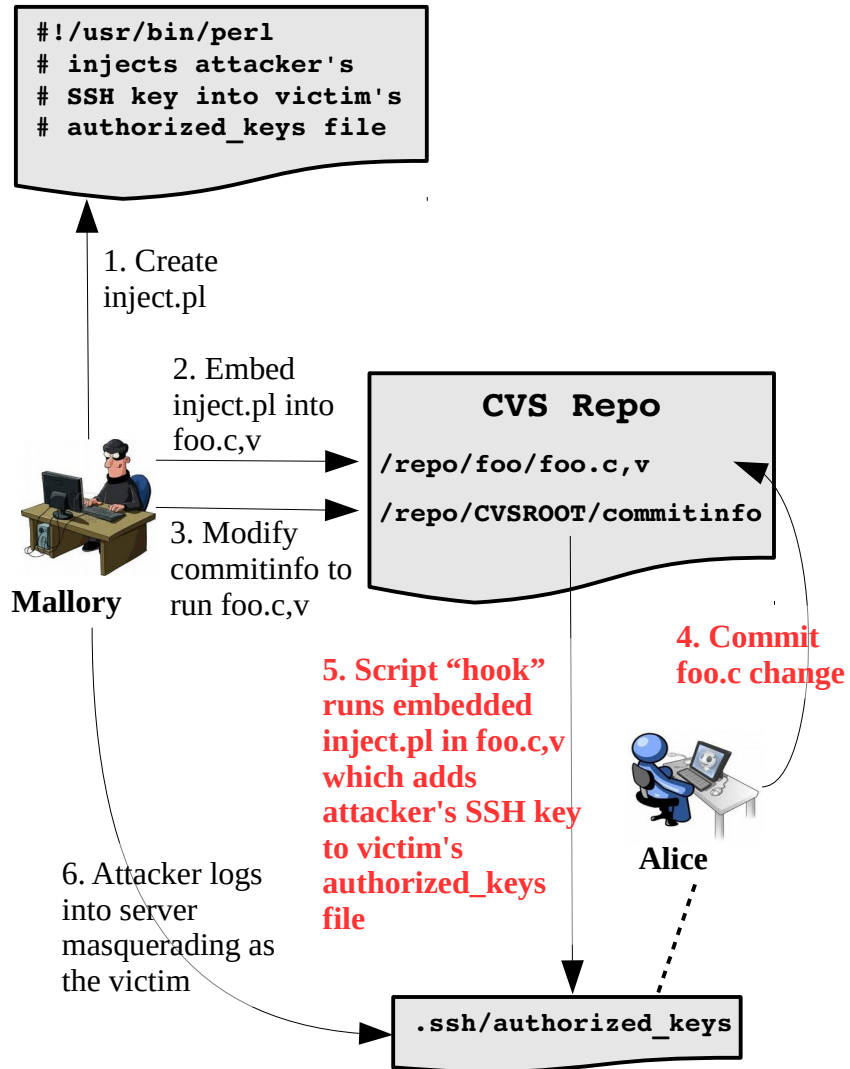 #!/usr/bin/perl
# injects attacker's
# SSH key into victim's
# authorized_keys file
1. Create
inject.pl
2. Embed
inject.pl into
foo.c,v
CVS Repo
/repo/foo/foo.c,v
/repo/CVSROOT/commitinfo
3. Modify
commitinfo to
run foo.c,v
Mallory
4. Commit
foo.c change
5. Script “hook”
runs embedded
inject.pl in foo.c,v
which adds
attacker's SSH key
to victim's
authorized_keys
file
Alice
6. Attacker logs
into server
masquerading as
the victim
.ssh/authorized_keys